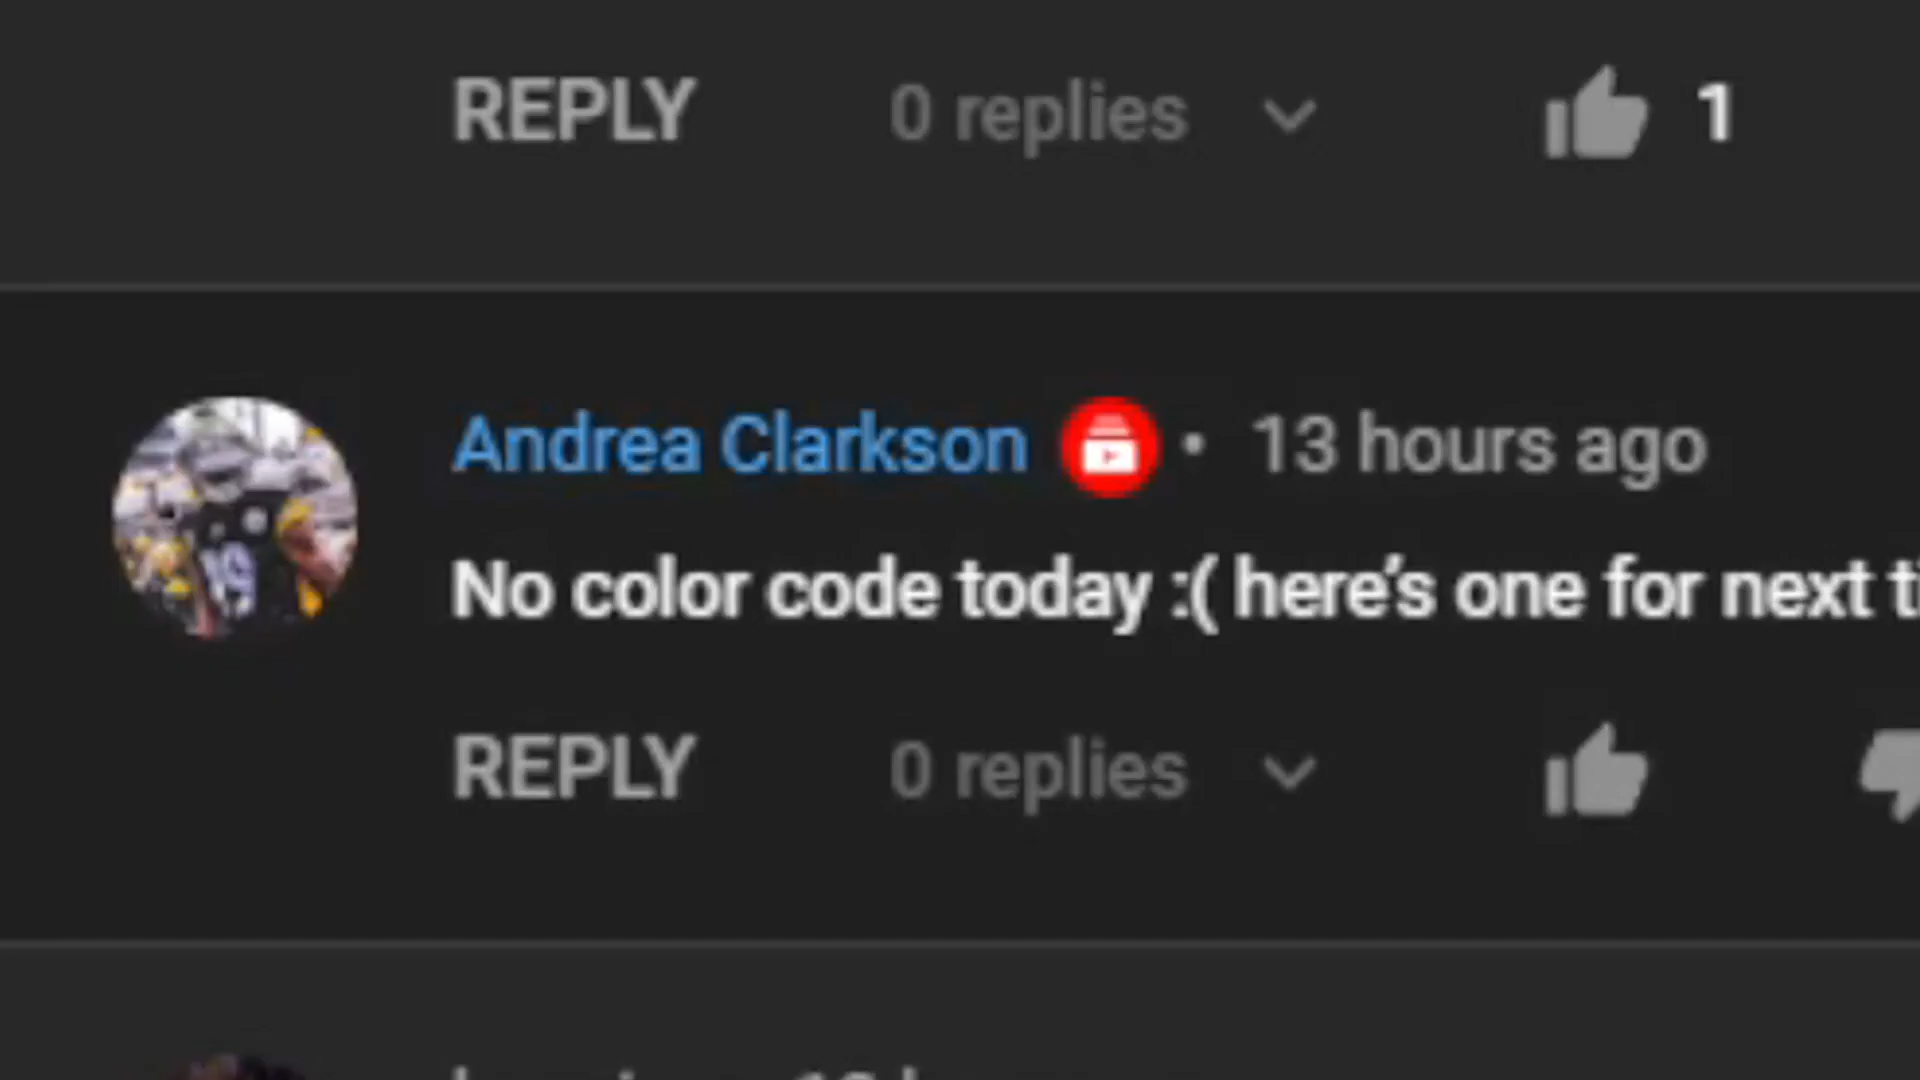 REPLY 0 replies 1
Andrea Clarkson • 13 hours ago
No color code today :( here's one for next
REPLY 0 replies